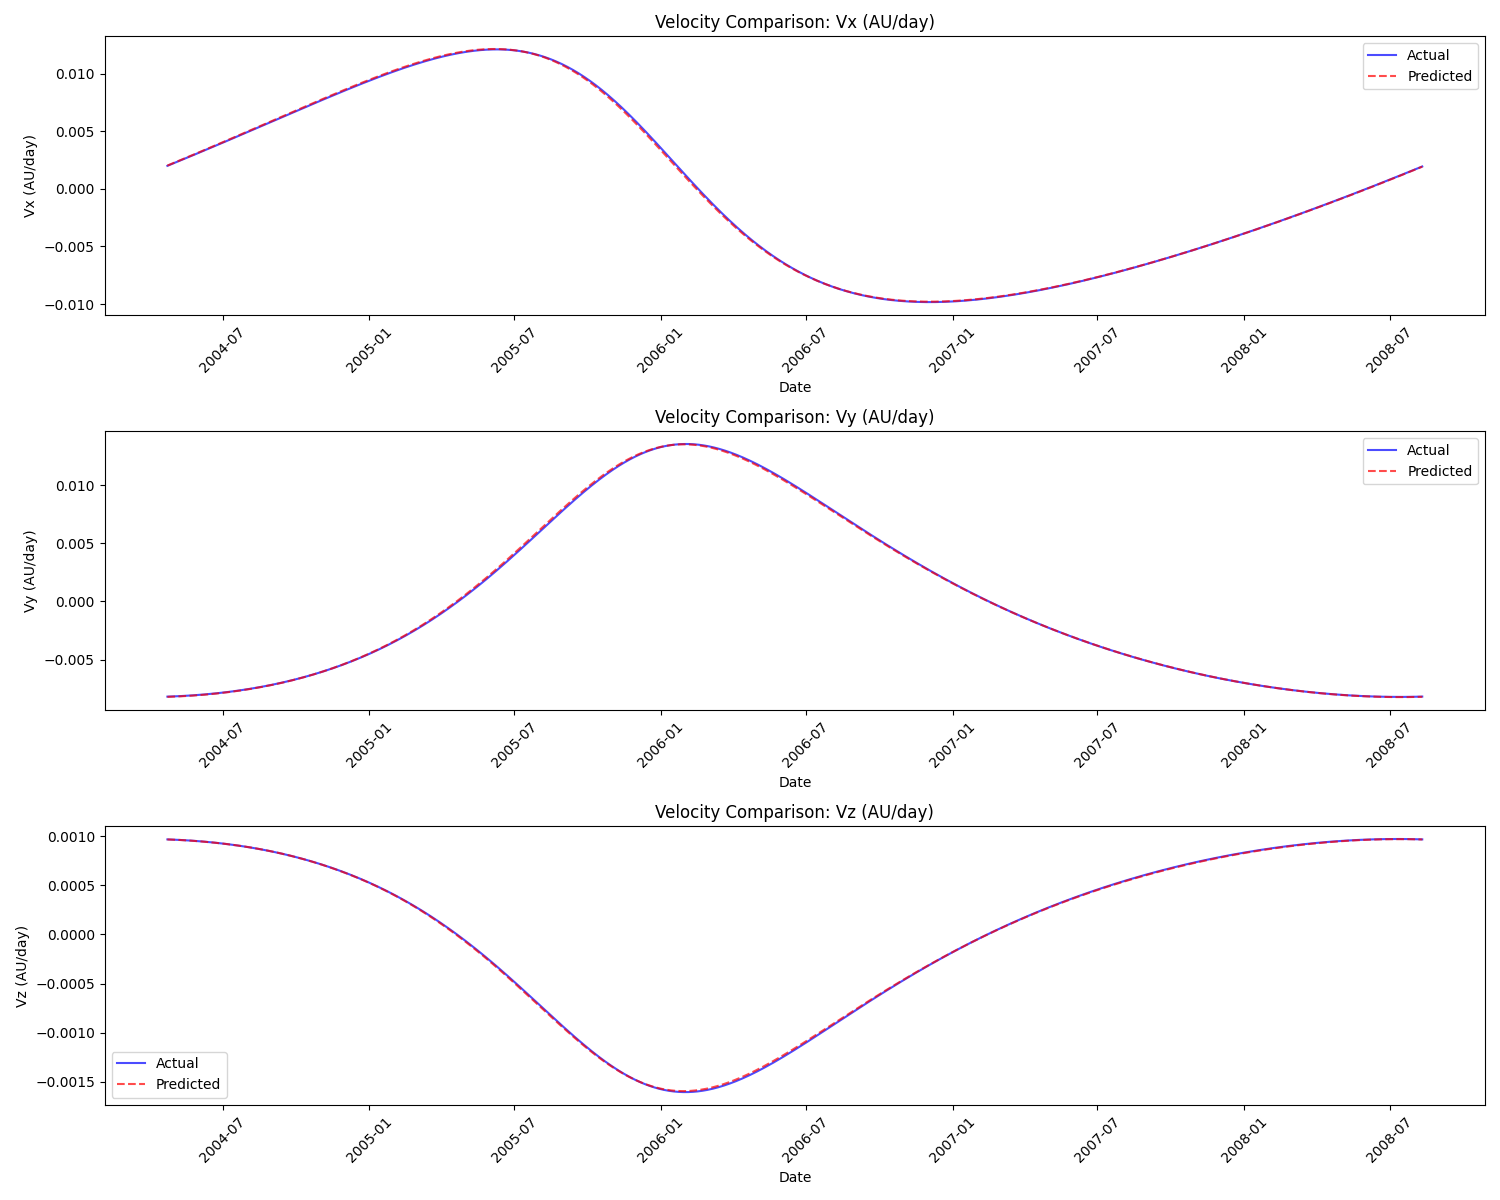 Velocity Comparison: Vx (AU/day)
Vx (AU/day)
0.010
0.005
0.000
−0.005
−0.010
Actual
Predicted
2004-07
2005-01
2005-07
2006-01
2006-07
2007-01
2007-07
2008-01
2008-07
Date
Velocity Comparison: Vy (AU/day)
Vy (AU/day)
0.010
0.005
0.000
−0.005
Actual
Predicted
2004-07
2005-01
2005-07
2006-01
2006-07
2007-01
2007-07
2008-01
2008-07
Date
Velocity Comparison: Vz (AU/day)
Vz (AU/day)
0.0010
0.0005
0.0000
−0.0005
−0.0010
−0.0015
Actual
Predicted
2004-07
2005-01
2005-07
2006-01
2006-07
2007-01
2007-07
2008-01
2008-07
Date